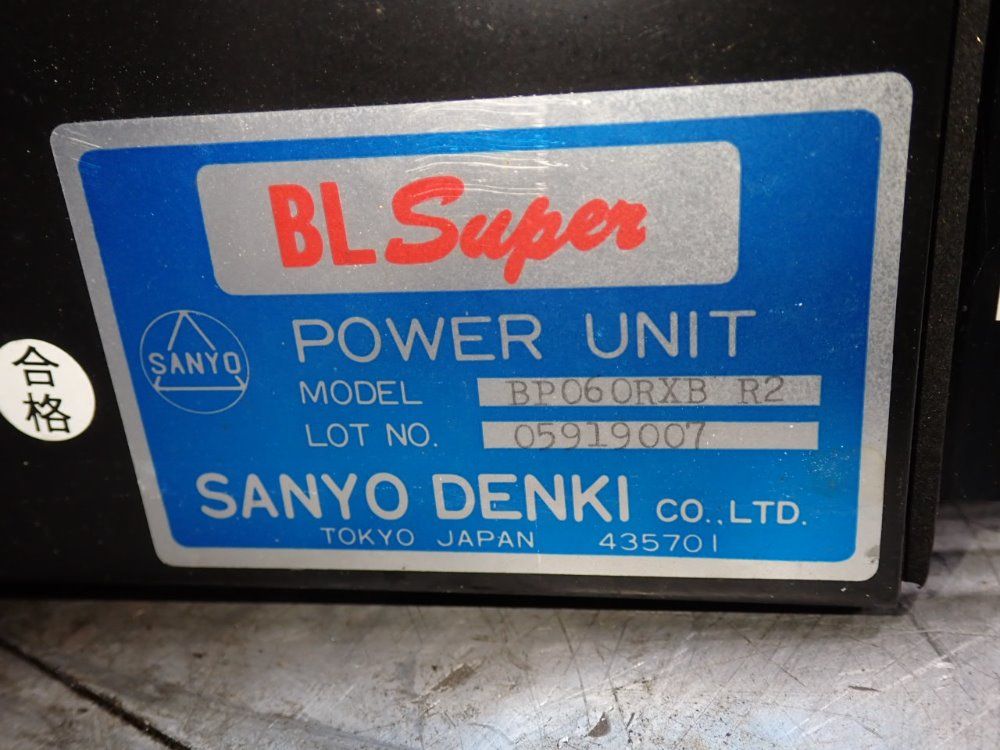 BL Super
SANYO
POWER UNIT
MODEL BP060RXB R2
LOT NO. 05919007
SANYO DENKI CO.,LTD.
TOKYO JAPAN 435701
合格